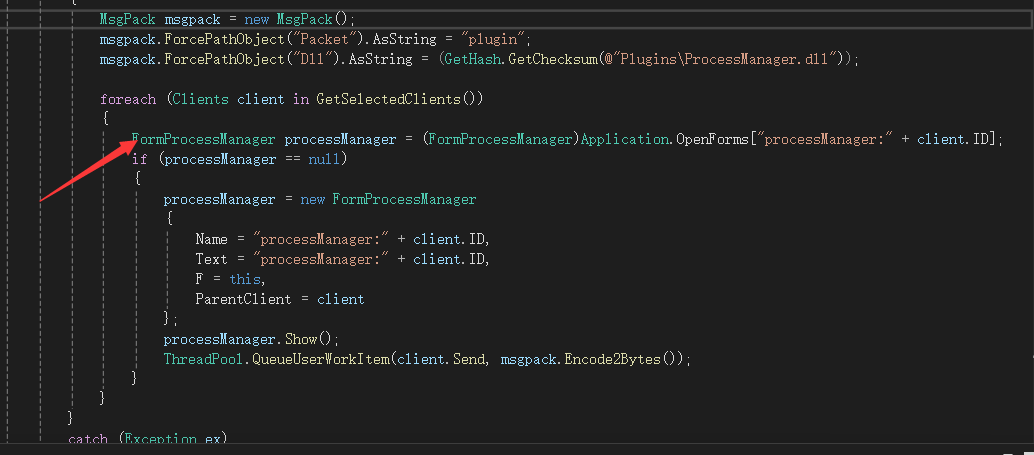 {
MsgPack msgpack = new MsgPack();
msgpack.ForcePathObject("Packet").AsString = "plugin";
msgpack.ForcePathObject("Dll").AsString = (GetHash.GetChecksum(@"Plugins\ProcessManager.dll"));
foreach (Clients client in GetSelectedClients())
{
FormProcessManager processManager = (FormProcessManager)Application.OpenForms["processManager:" + client.ID];
if (processManager == null)
{
processManager = new FormProcessManager
{
Name = "processManager:" + client.ID,
Text = "processManager:" + client.ID,
F = this,
ParentClient = client
};
processManager.Show();
ThreadPool.QueueUserWorkItem(client.Send, msgpack.Encode2Bytes());
}
}
}
catch (Exception ex)